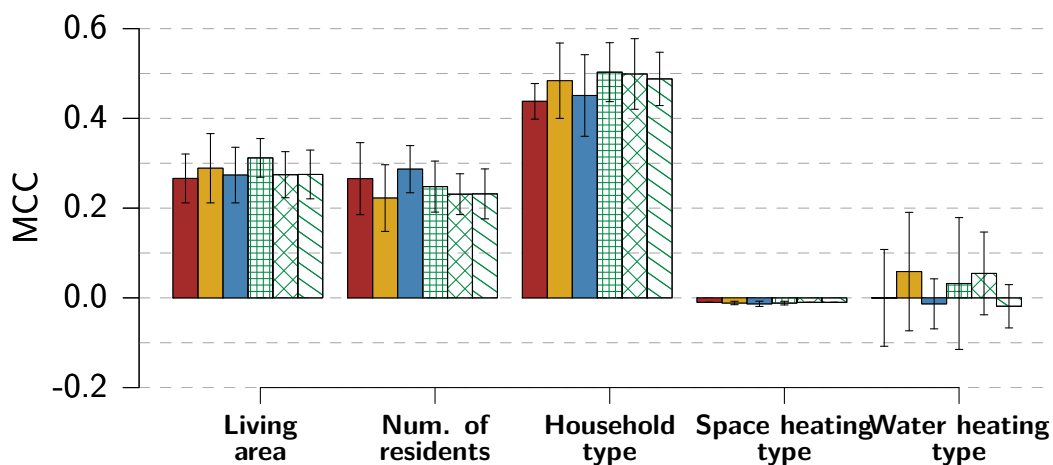 MCC
0.6
0.4
0.2
0.0
-0.2
Living
area
Num. of
residents
Household
type
Space heating
type
Water heating
type